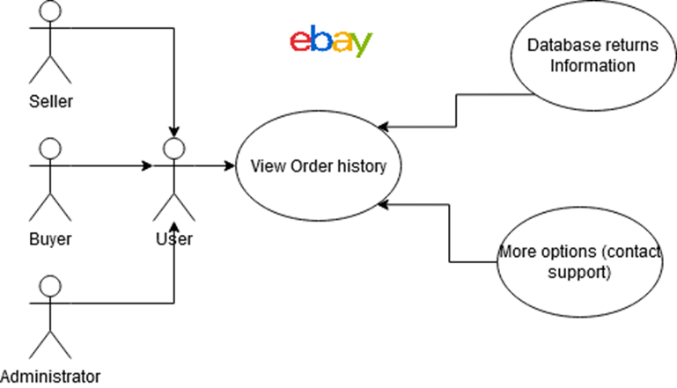 ebay
Seller
Database returns
Information
View Order history
Buyer
User
More options (contact
support)
Administrator